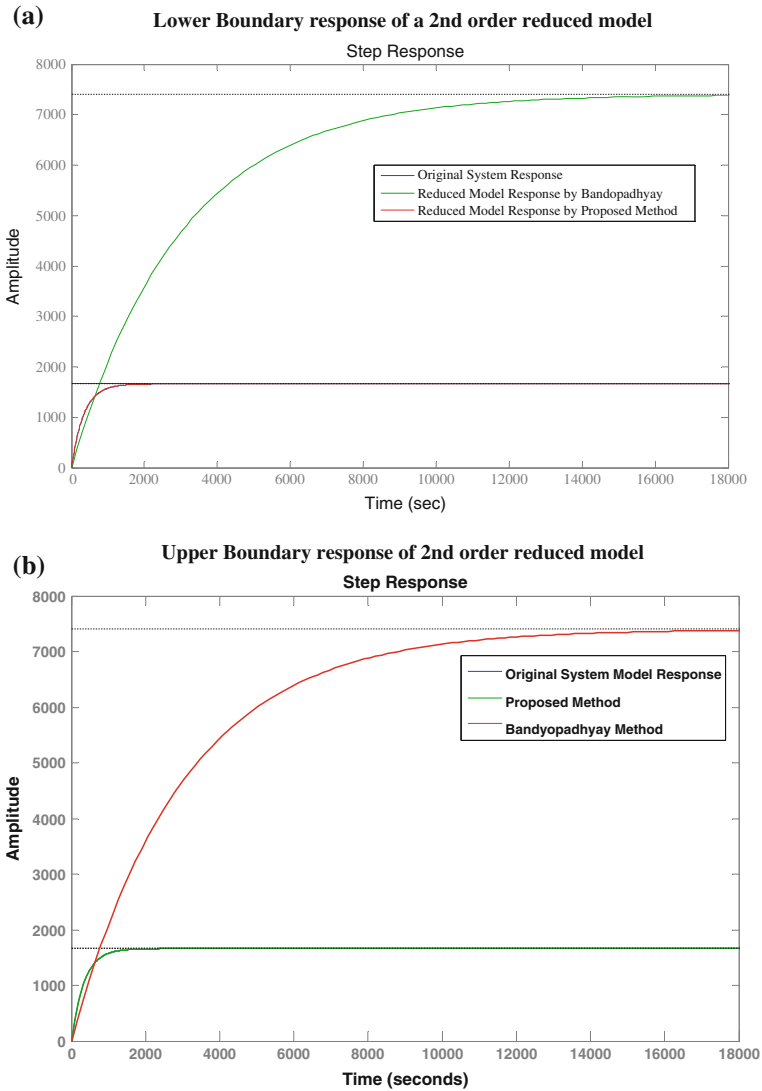 (a)
Lower Boundary response of a 2nd order reduced model
Step Response
8000
7000
6000
5000
4000
3000
2000
1000
0
Amplitude
Original System Response
Reduced Model Response by Bandopadhyay
Reduced Model Response by Proposed Method
0 2000 4000 6000 8000 10000 12000 14000 16000 18000
Time (sec)
(b)
Upper Boundary response of 2nd order reduced model
Step Response
8000
7000
6000
5000
4000
3000
2000
1000
0
Amplitude
Original System Model Response
Proposed Method
Bandyopadhyay Method
0 2000 4000 6000 8000 10000 12000 14000 16000 18000
Time (seconds)